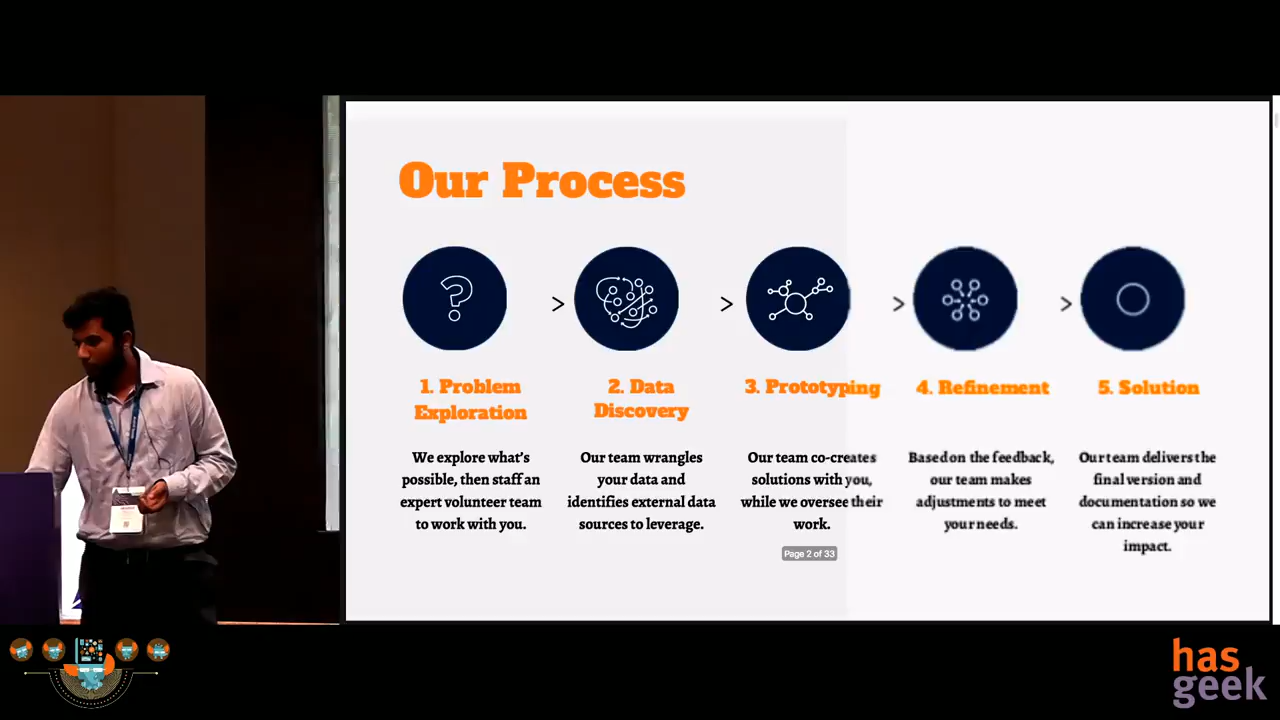 Our Process
>
>
>
>
1. Problem
Exploration
We explore what's
possible, then staff an
expert volunteer team
to work with you.
2. Data
Discovery
Our team wrangles
your data and
identifies external data
sources to leverage.
3. Prototyping
Our team co-creates
solutions with you,
while we oversee their
work.
4. Refinement
Based on the feedback,
our team makes
adjustments to meet
your needs.
5. Solution
Our team delivers the
final version and
documentation so we
can increase your
impact.
Page 2 of 33
has
geek